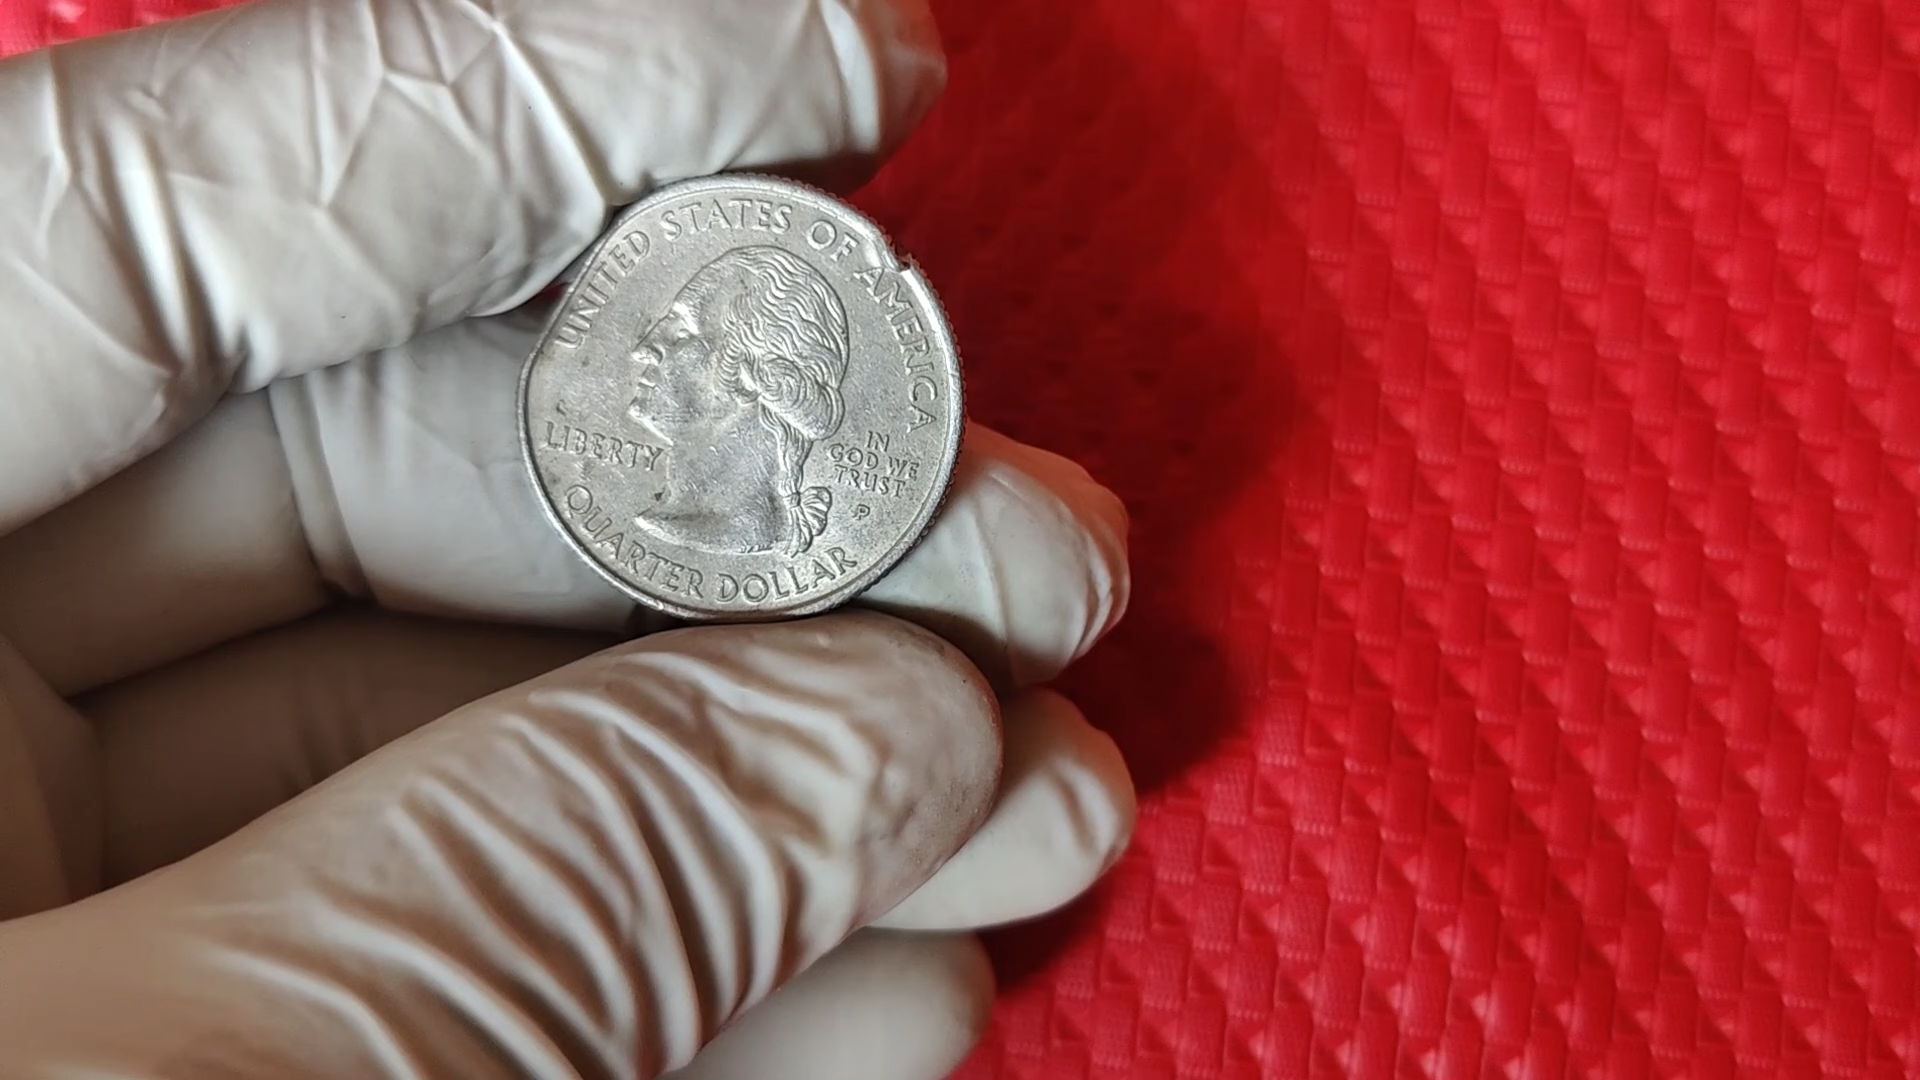 UNITED STATES OF AMERICA
LIBERTY
IN
GOD WE
TRUST
P
QUARTER DOLLAR